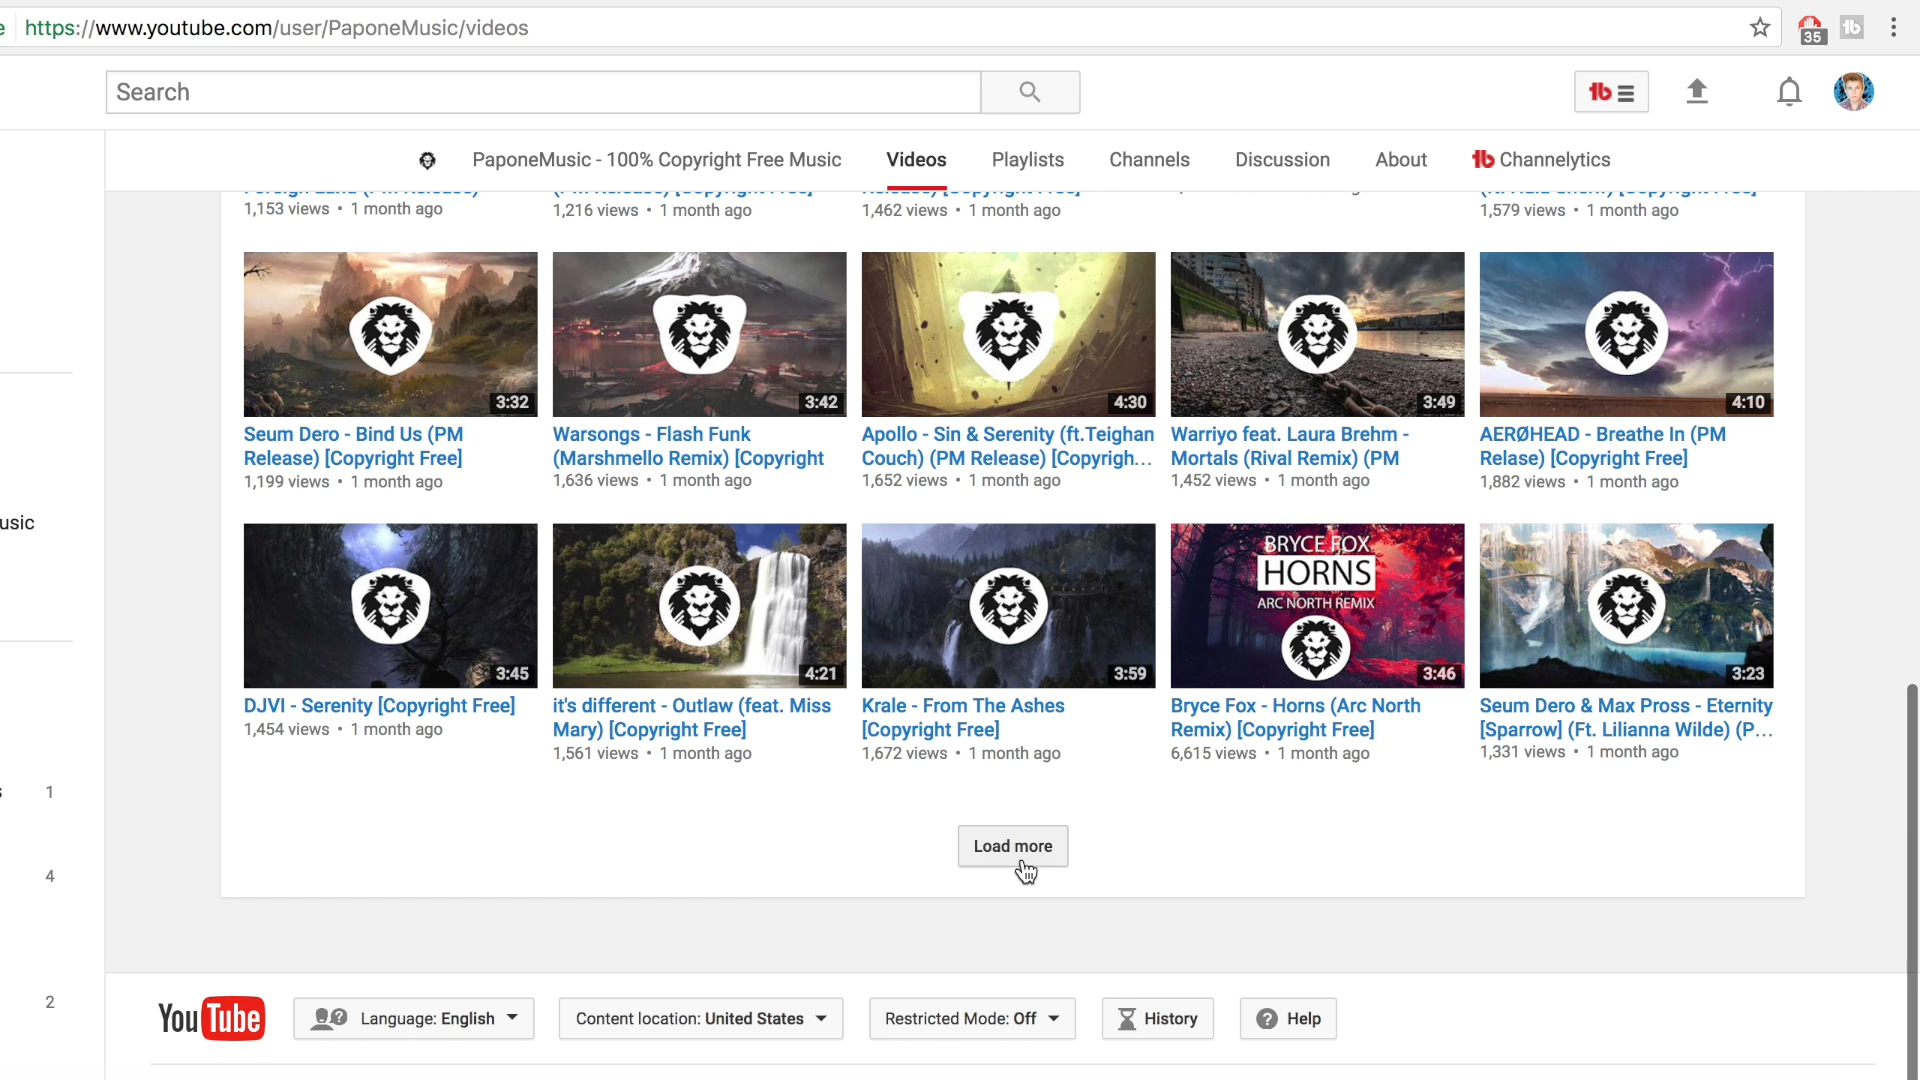 https://www.youtube.com/user/PaponeMusic/videos
35
Search
PaponeMusic - 100% Copyright Free Music
Videos
Playlists
Channels
Discussion
About
Channelytics
1,153 views • 1 month ago
1,216 views • 1 month ago
1,462 views • 1 month ago
1,579 views • 1 month ago
3:32
3:42
4:30
3:49
4:10
Seum Dero - Bind Us (PM
Release) [Copyright Free]
1,199 views • 1 month ago
Warsongs - Flash Funk
(Marshmello Remix) [Copyright
1,636 views • 1 month ago
Apollo - Sin & Serenity (ft.Teighan
Couch) (PM Release) [Copyrigh...
1,652 views • 1 month ago
Warriyo feat. Laura Brehm -
Mortals (Rival Remix) (PM
1,452 views • 1 month ago
AERØHEAD - Breathe In (PM
Relase) [Copyright Free]
1,882 views • 1 month ago
usic
BRYCE FOX
HORNS
ARC NORTH REMIX
3:45
4:21
3:59
3:46
3:23
DJVI - Serenity [Copyright Free]
1,454 views • 1 month ago
it's different - Outlaw (feat. Miss
Mary) [Copyright Free]
1,561 views • 1 month ago
Krale - From The Ashes
[Copyright Free]
1,672 views • 1 month ago
Bryce Fox - Horns (Arc North
Remix) [Copyright Free]
6,615 views • 1 month ago
Seum Dero & Max Pross - Eternity
[Sparrow] (Ft. Lilianna Wilde) (P...
1,331 views • 1 month ago
1
Load more
4
2
YouTube
Language: English
Content location: United States
Restricted Mode: Off
History
Help